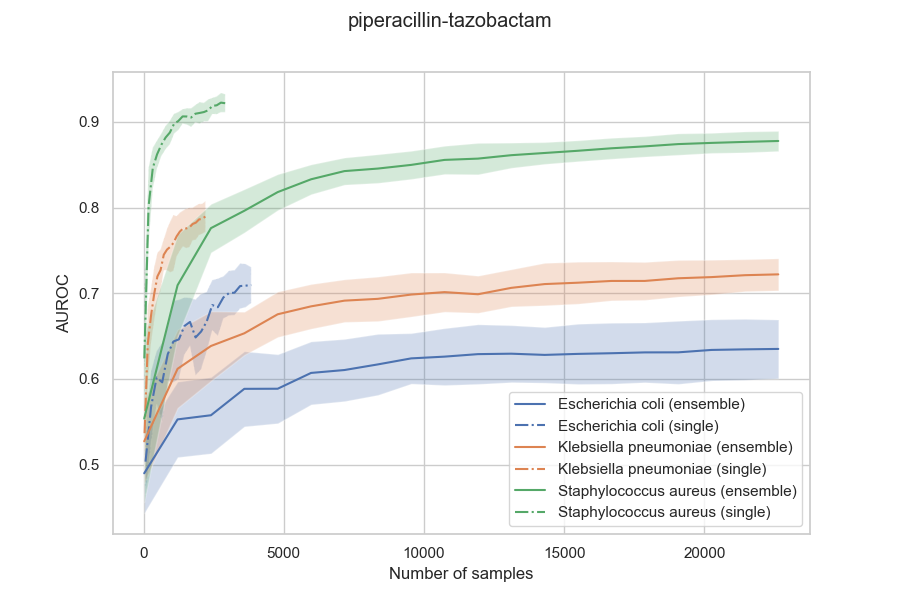 piperacillin-tazobactam
AUROC
0.9
0.8
0.7
0.6
0.5
Escherichia coli (ensemble)
Escherichia coli (single)
Klebsiella pneumoniae (ensemble)
Klebsiella pneumoniae (single)
Staphylococcus aureus (ensemble)
Staphylococcus aureus (single)
0 5000 10000 15000 20000
Number of samples